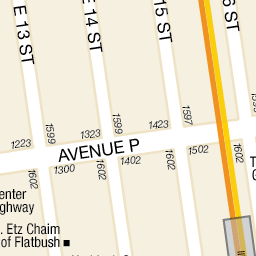 E 13 ST
E 14 ST
15 ST
6 ST
1223
1599
1323
1599
1423
1597
AVENUE P
1602
1300
1602
1402
1602
1502
1602
enter
ghway
. Etz Chaim
of Flatbush